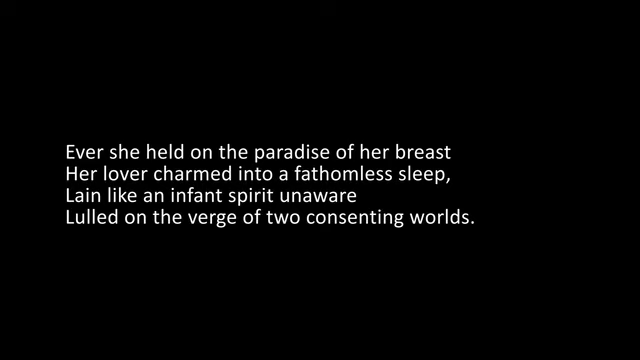 Ever she held on the paradise of her breast
Her lover charmed into a fathomless sleep,
Lain like an infant spirit unaware
Lulled on the verge of two consenting worlds.